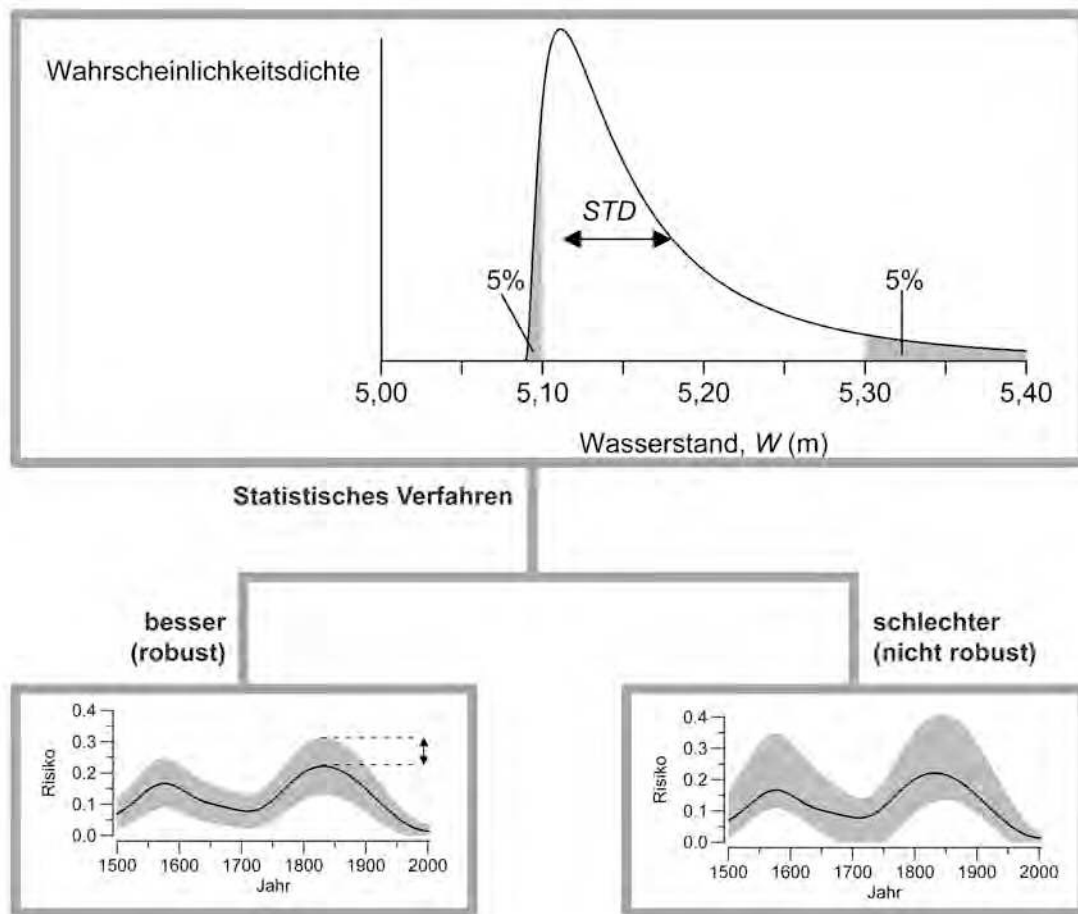 Wahrscheinlichkeitsdichte
STD
5%
5%
5,00 5,10 5,20 5,30 5,40
Wasserstand, W (m)
Statistisches Verfahren
besser
(robust)
schlechter
(nicht robust)
0.4
0.3
0.2
0.1
0.0
Risiko
1500 1600 1700 1800 1900 2000
Jahr
0.4
0.3
0.2
0.1
0.0
Risiko
1500 1600 1700 1800 1900 2000
Jahr